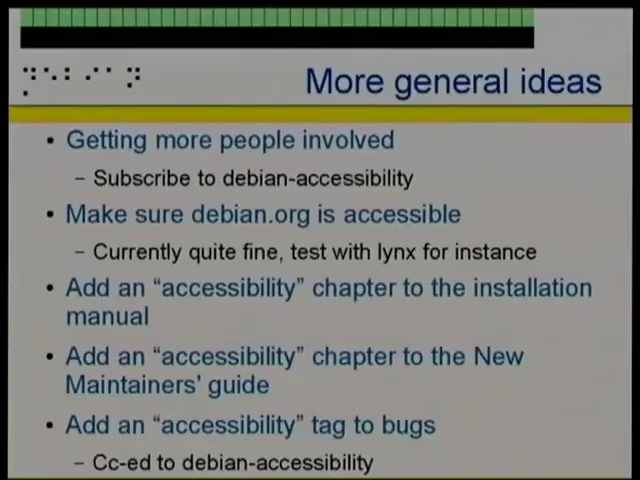 More general ideas
• Getting more people involved
– Subscribe to debian-accessibility
• Make sure debian.org is accessible
– Currently quite fine, test with lynx for instance
• Add an “accessibility” chapter to the installation
manual
• Add an “accessibility” chapter to the New
Maintainers' guide
• Add an “accessibility” tag to bugs
– Cc-ed to debian-accessibility